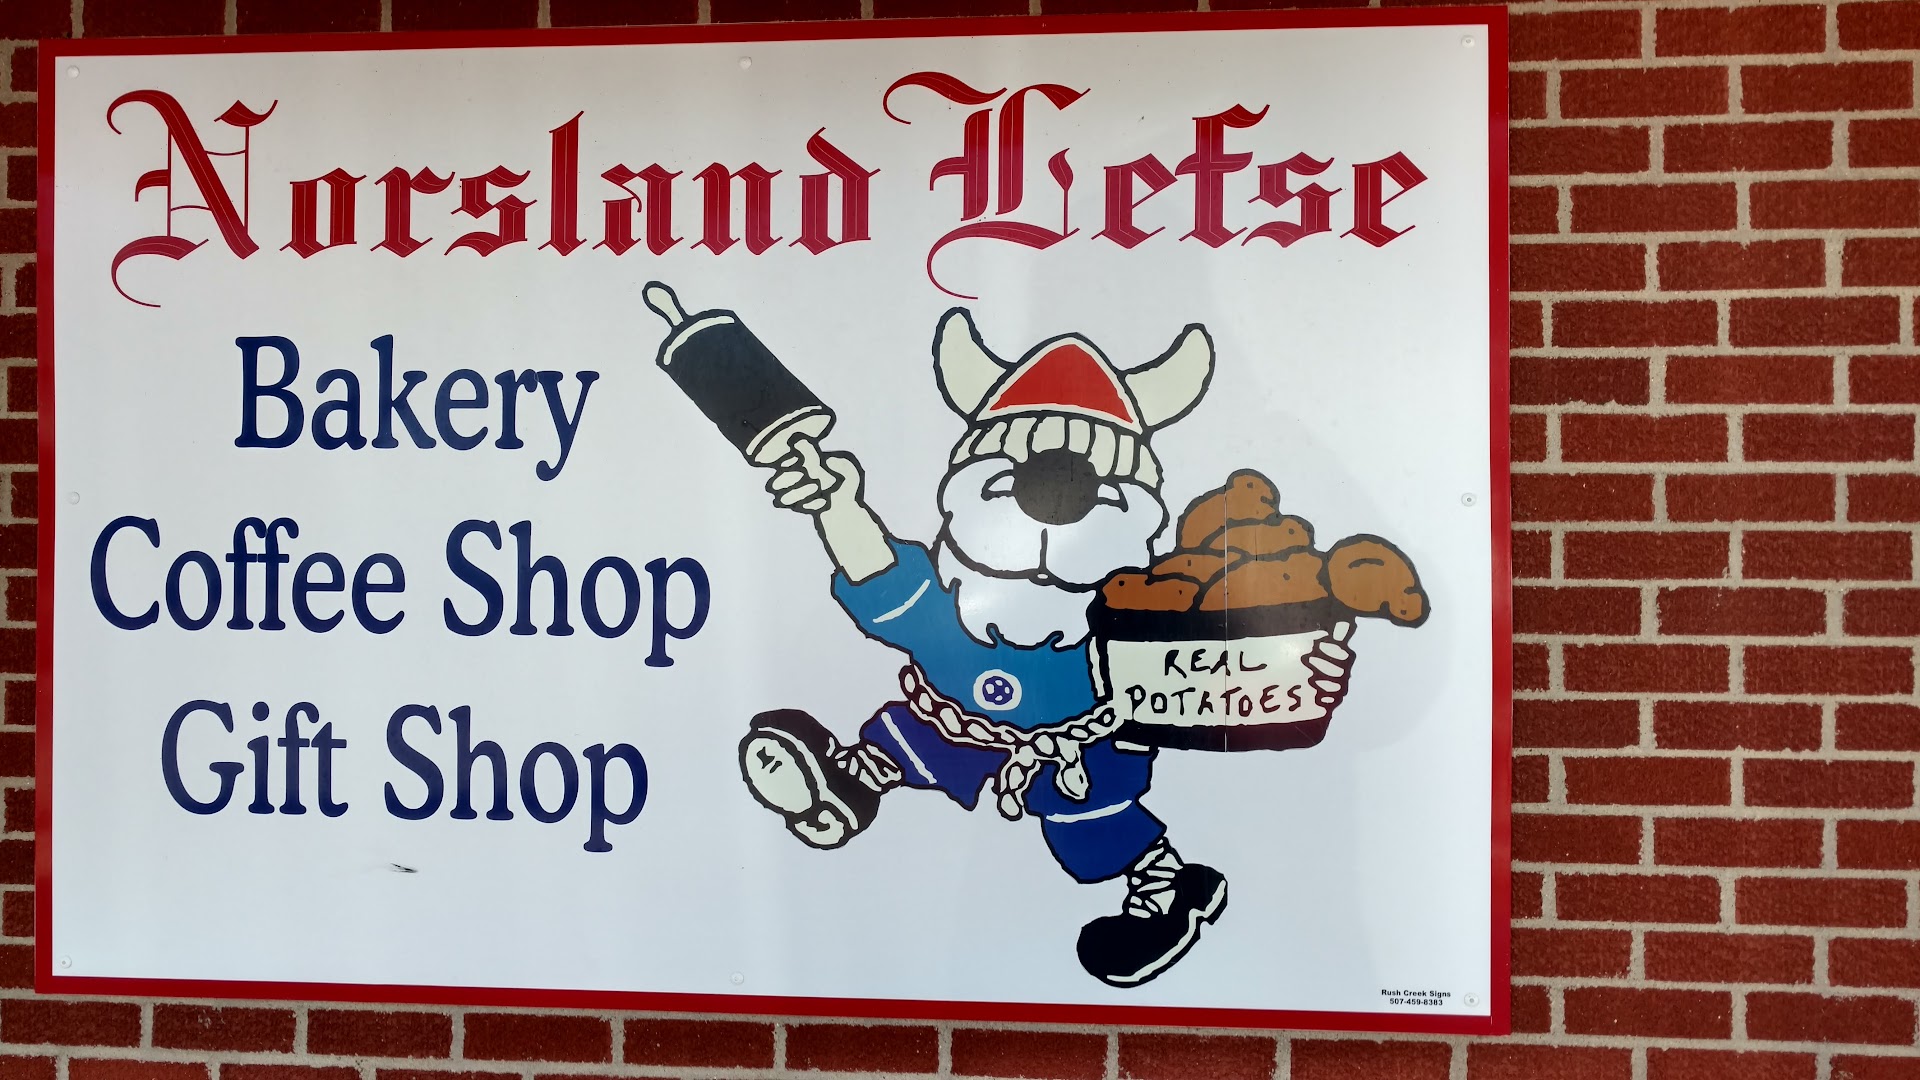 Norsland Lefse
Bakery
Coffee Shop
Gift Shop
REAL
POTATOES
Rush Creek Signs
507-459-8383